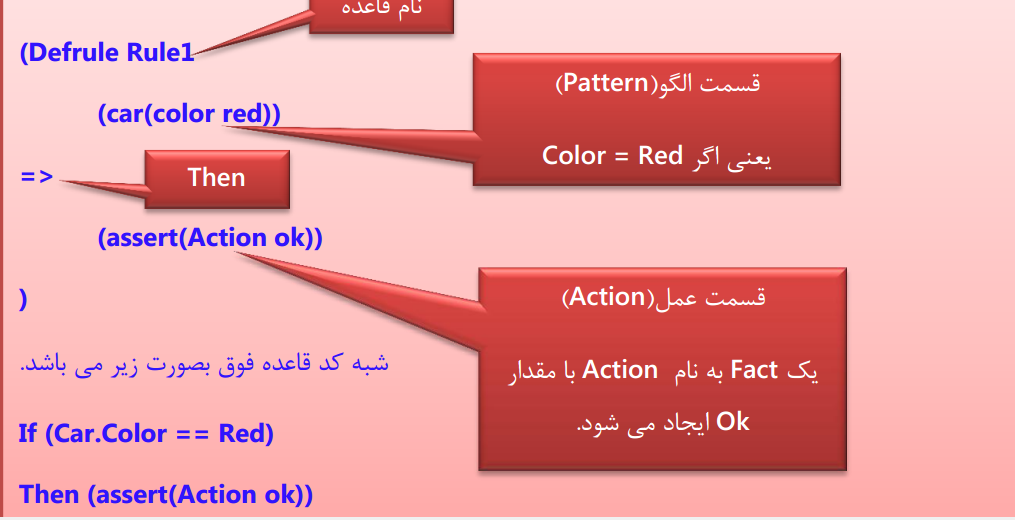 نام قاعده
(Defrule Rule1
قسمت الگو(Pattern)
(car(color red))
یعنی اگر Color = Red
=>
Then
(assert(Action ok))
قسمت عمل(Action)
)
شبه کد قاعده فوق بصورت زیر می باشد.
یک Fact به نام Action با مقدار
Ok ایجاد می شود.
If (Car.Color == Red)
Then (assert(Action ok))